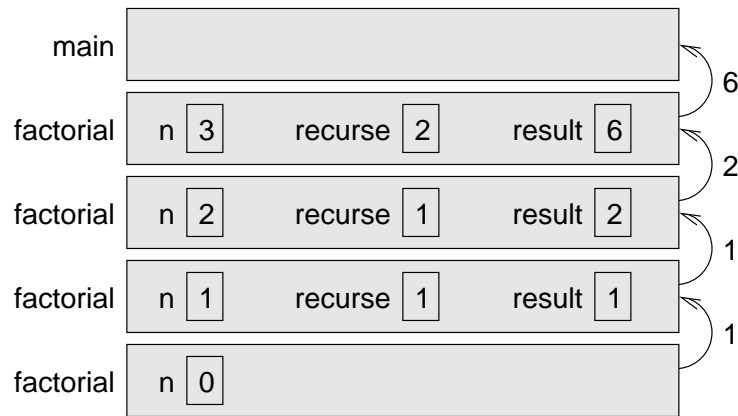 main
6
factorial n 3 recurse 2 result 6
2
factorial n 2 recurse 1 result 2
1
factorial n 1 recurse 1 result 1
1
factorial n 0